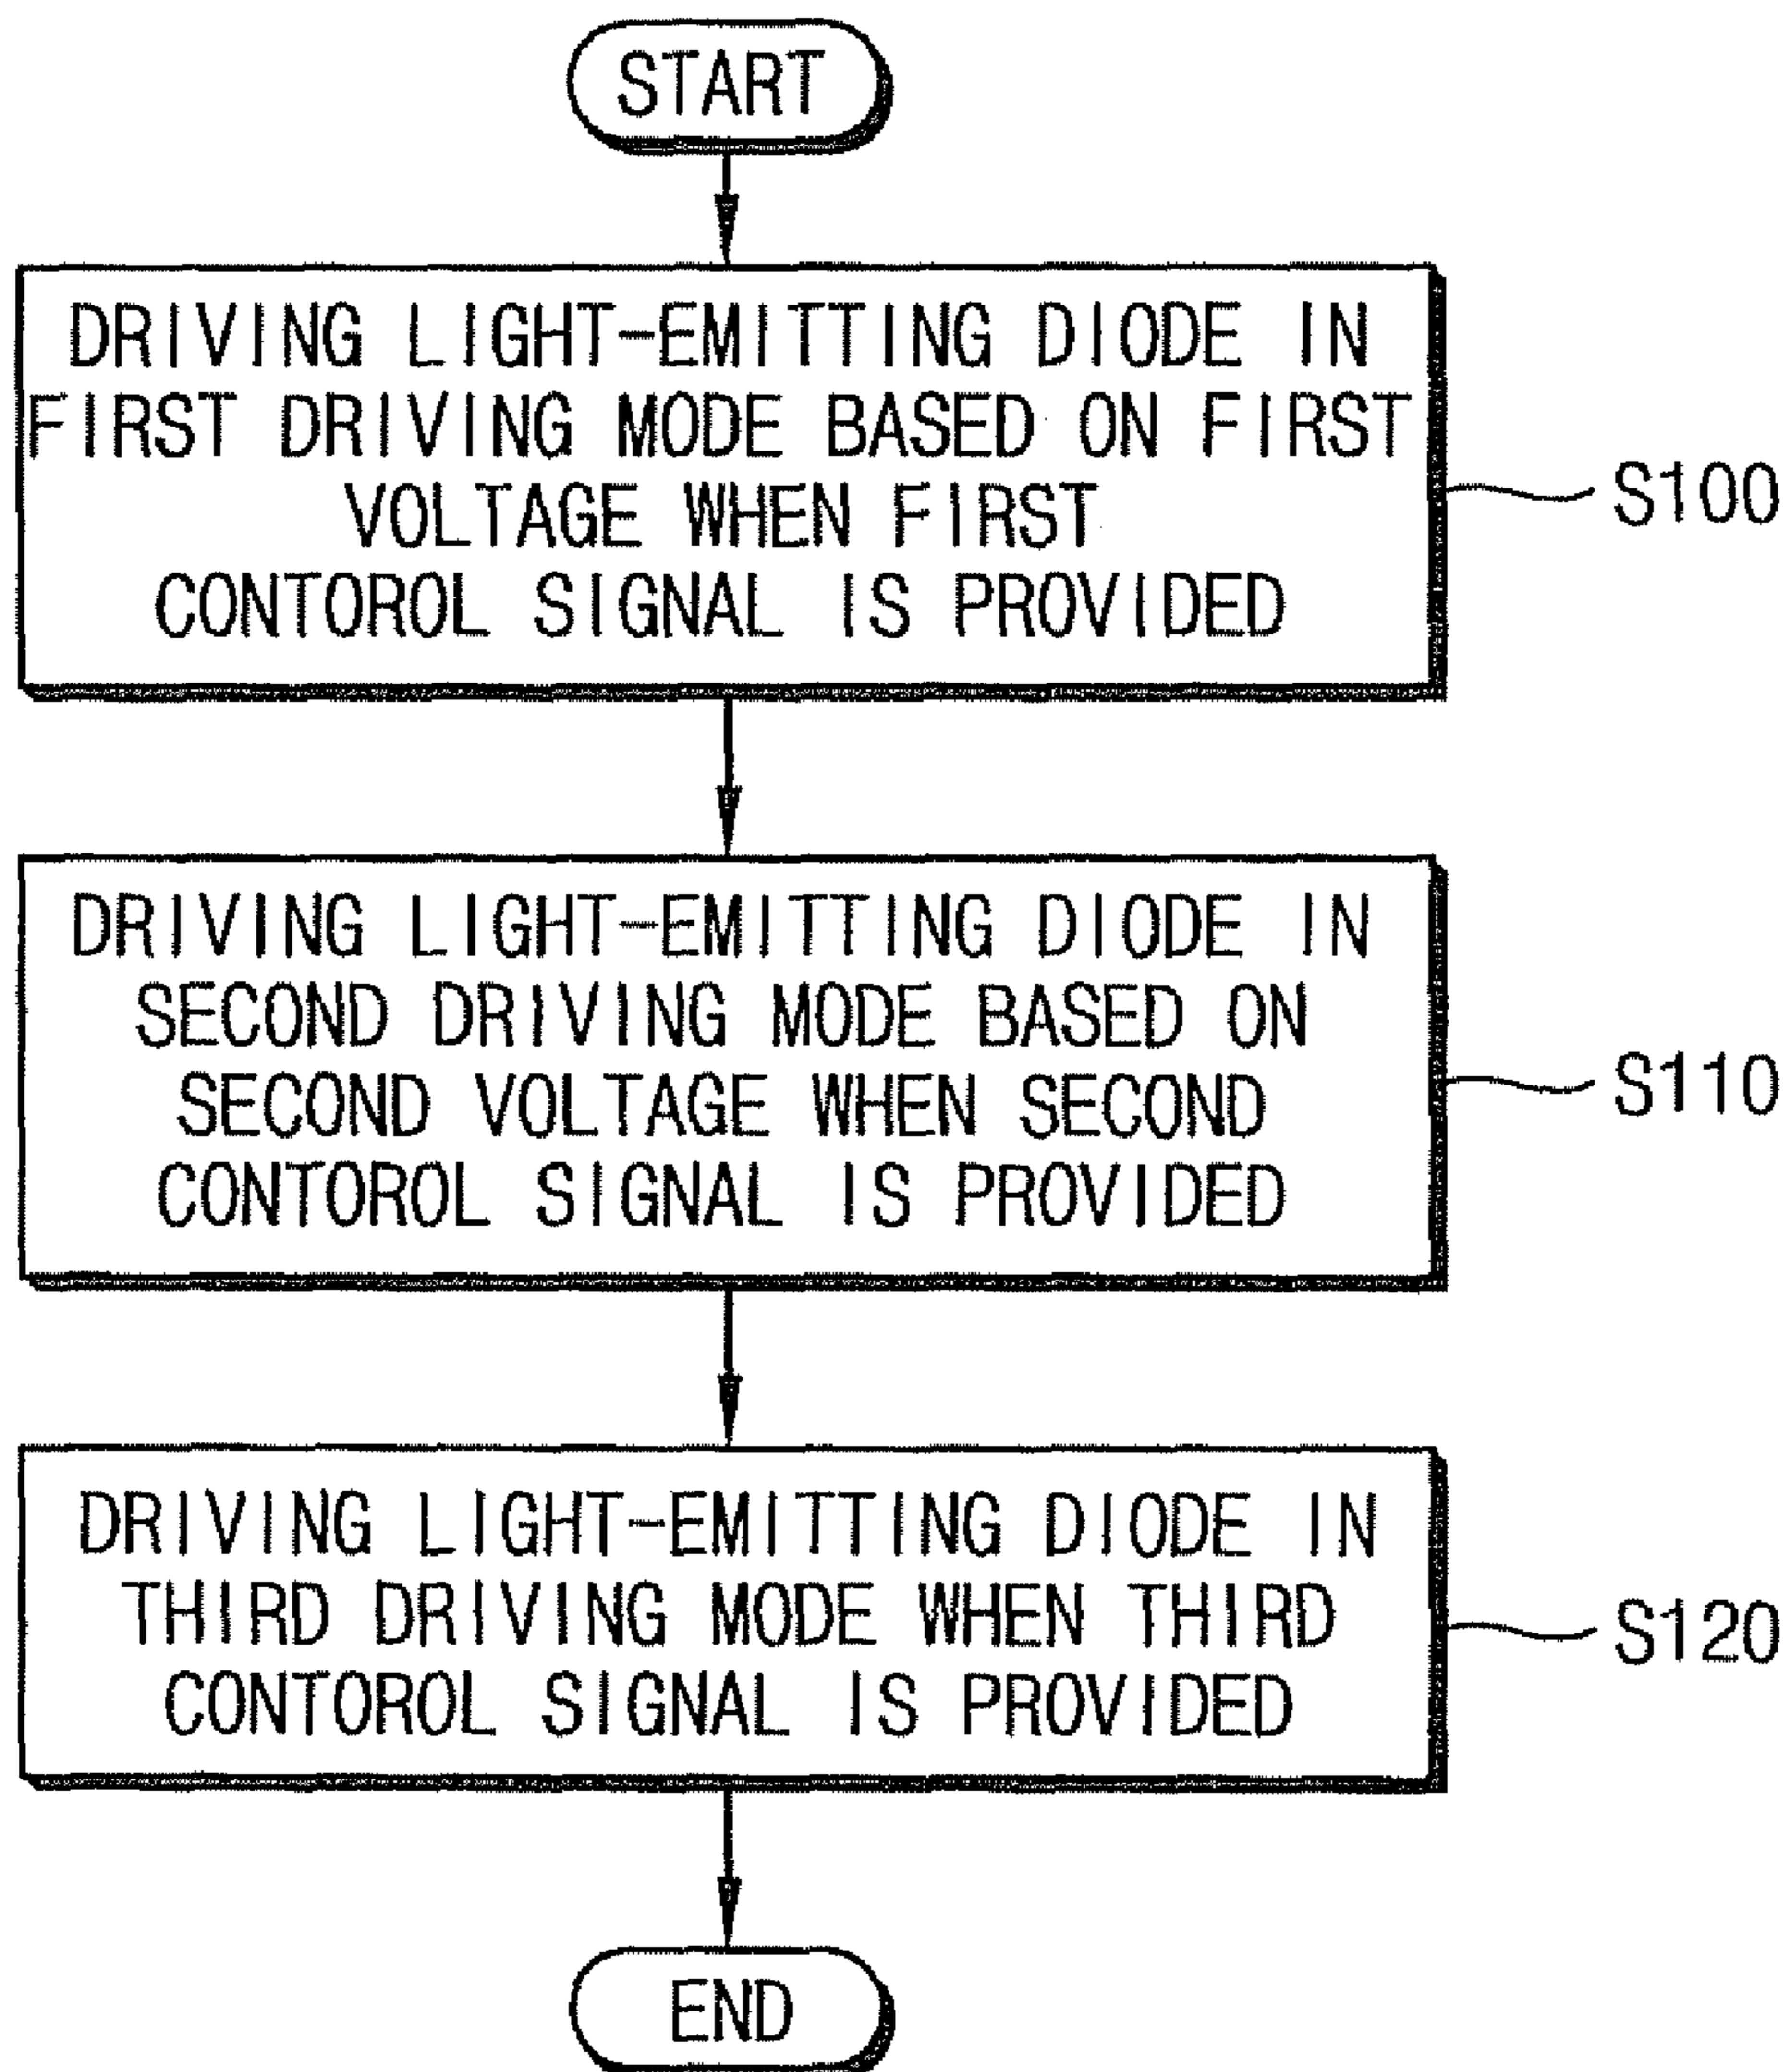 START
DRIVING LIGHT-EMITTING DIODE IN
FIRST DRIVING MODE BASED ON FIRST
VOLTAGE WHEN FIRST
CONTOROL SIGNAL IS PROVIDED
S100
DRIVING LIGHT-EMITTING DIODE IN
SECOND DRIVING MODE BASED ON
SECOND VOLTAGE WHEN SECOND
CONTOROL SIGNAL IS PROVIDED
S110
DRIVING LIGHT-EMITTING DIODE IN
THIRD DRIVING MODE WHEN THIRD
CONTOROL SIGNAL IS PROVIDED
S120
END